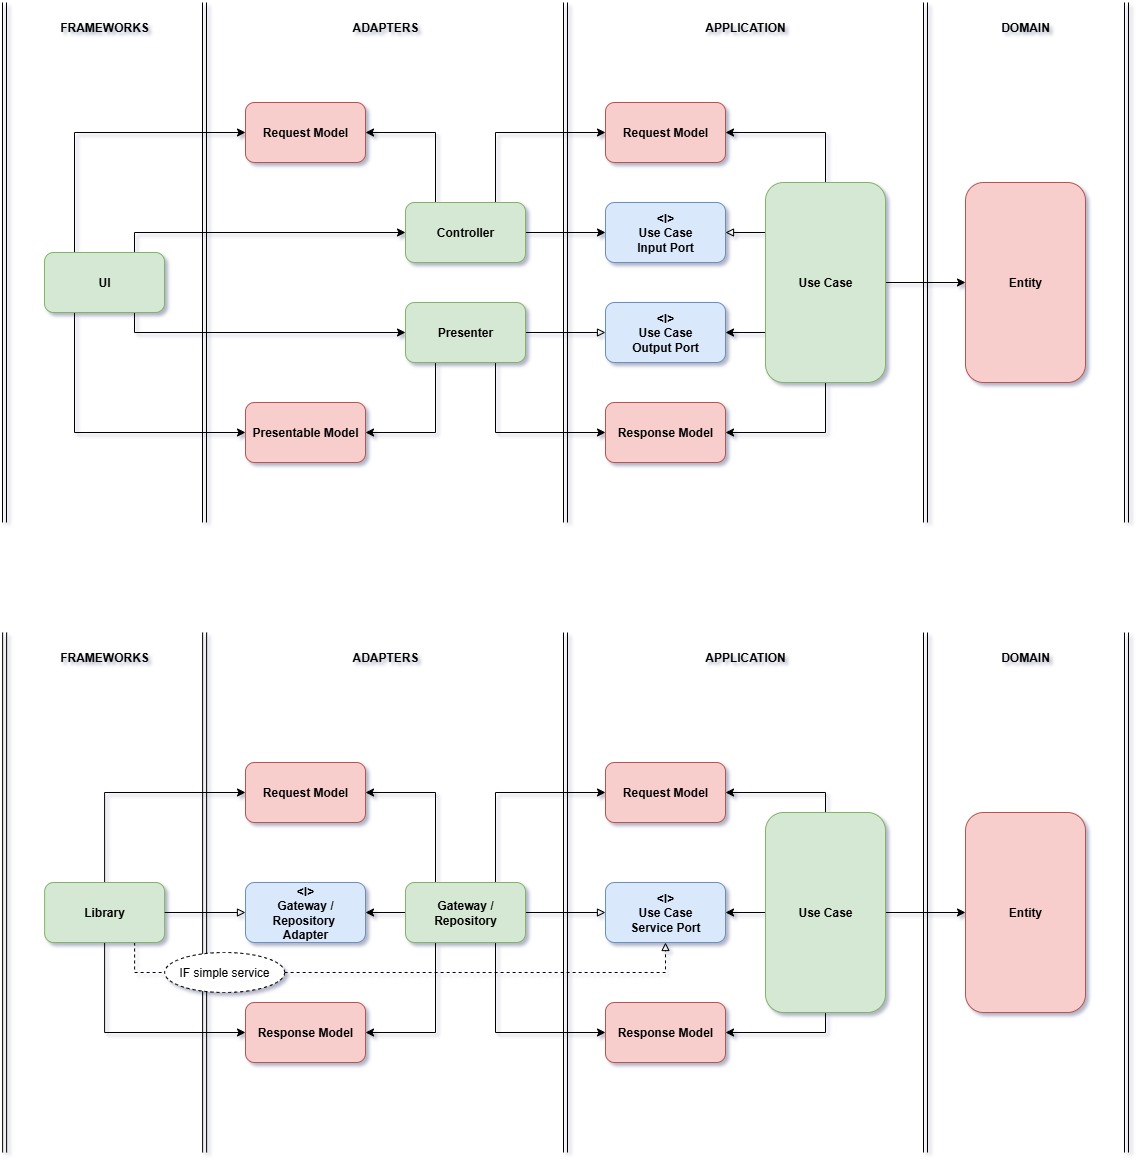 FRAMEWORKS
ADAPTERS
APPLICATION
DOMAIN
Request Model
Request Model
Controller
<I>
Use Case
Input Port
UI
Use Case
Entity
Presenter
<I>
Use Case
Output Port
Presentable Model
Response Model
FRAMEWORKS
ADAPTERS
APPLICATION
DOMAIN
Request Model
Request Model
Library
<I>
Gateway /
Repository
Adapter
Gateway /
Repository
<I>
Use Case
Service Port
Use Case
Entity
IF simple service
Response Model
Response Model